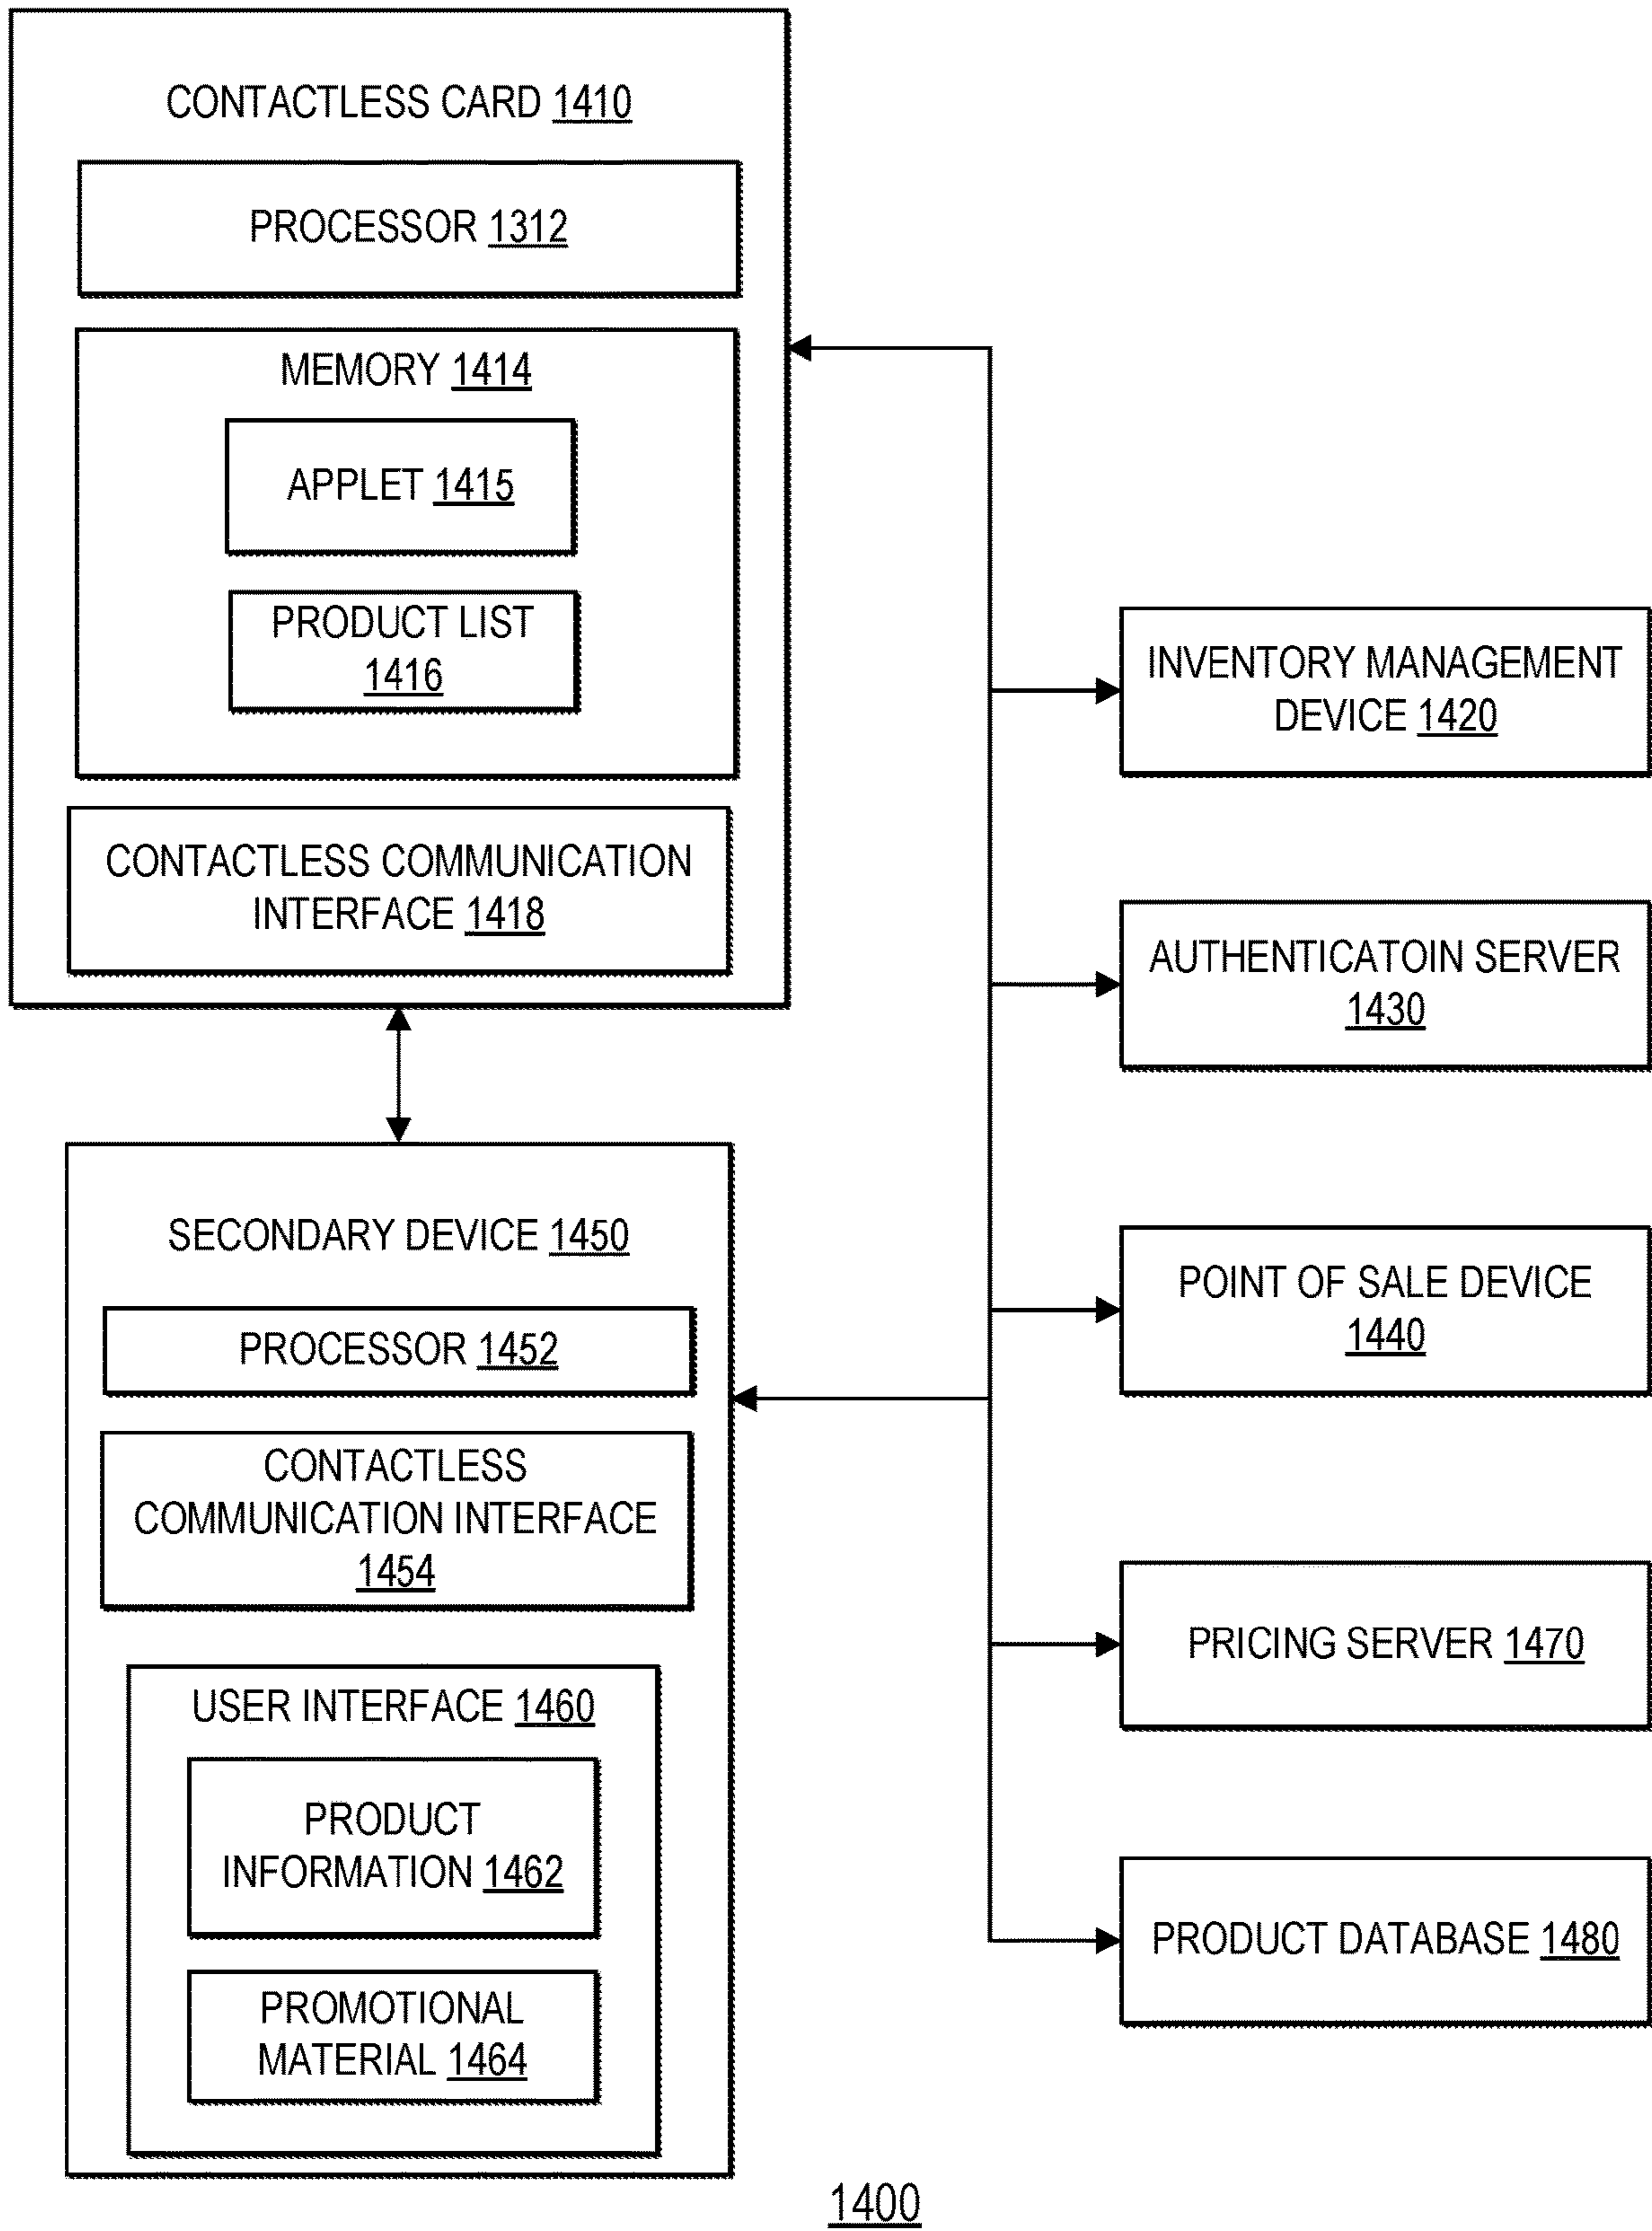 CONTACTLESS CARD 1410
PROCESSOR 1312
MEMORY 1414
APPLET 1415
PRODUCT LIST
1416
CONTACTLESS COMMUNICATION
INTERFACE 1418
SECONDARY DEVICE 1450
PROCESSOR 1452
CONTACTLESS
COMMUNICATION INTERFACE
1454
USER INTERFACE 1460
PRODUCT
INFORMATION 1462
PROMOTIONAL
MATERIAL 1464
INVENTORY MANAGEMENT
DEVICE 1420
AUTHENTICATOIN SERVER
1430
POINT OF SALE DEVICE
1440
PRICING SERVER 1470
PRODUCT DATABASE 1480
1400